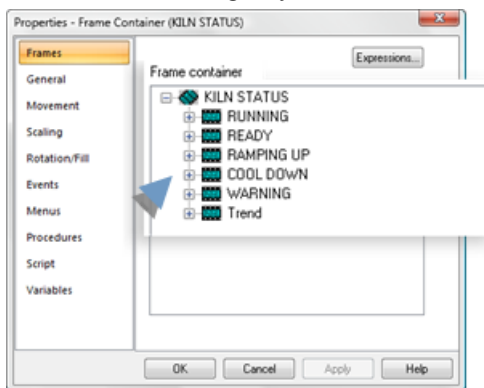 Properties - Frame Container (KILN STATUS)
Frames
General
Movement
Scaling
Rotation/Fill
Events
Menus
Procedures
Script
Variables
Expressions...
Frame container
KILN STATUS
RUNNING
READY
RAMPING UP
COOL DOWN
WARNING
Trend
OK Cancel Apply Help